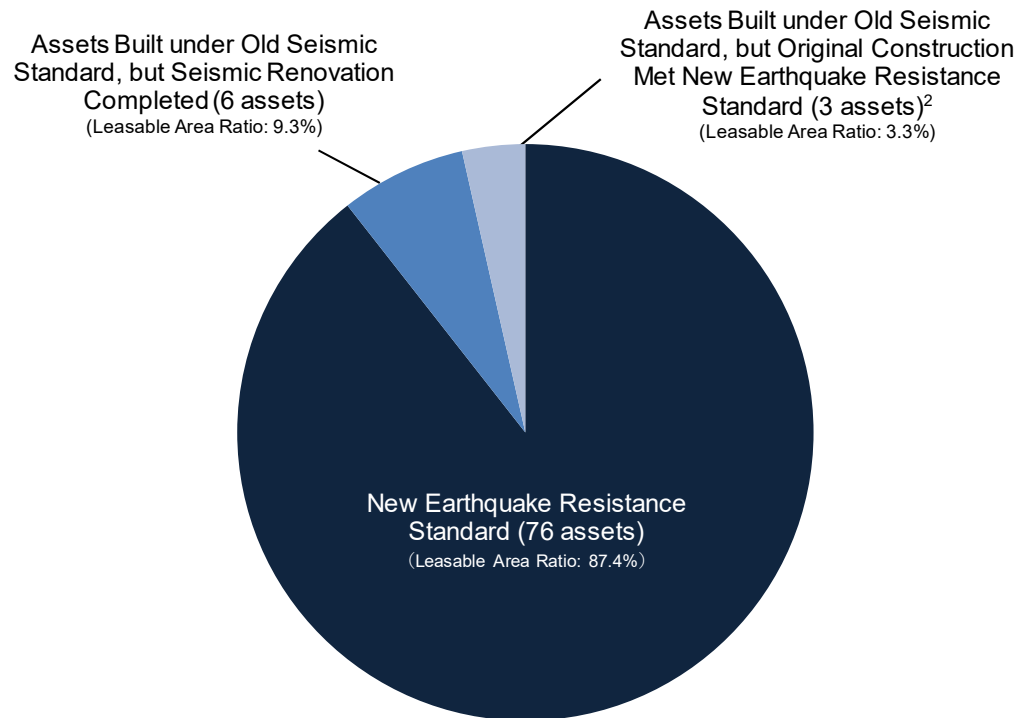 Assets Built under Old Seismic
Standard, but Seismic Renovation
Completed (6 assets)
(Leasable Area Ratio: 9.3%)
Assets Built under Old Seismic
Standard, but Original Construction
Met New Earthquake Resistance
Standard (3 assets)²
(Leasable Area Ratio: 3.3%)
New Earthquake Resistance
Standard (76 assets)
（Leasable Area Ratio: 87.4%）